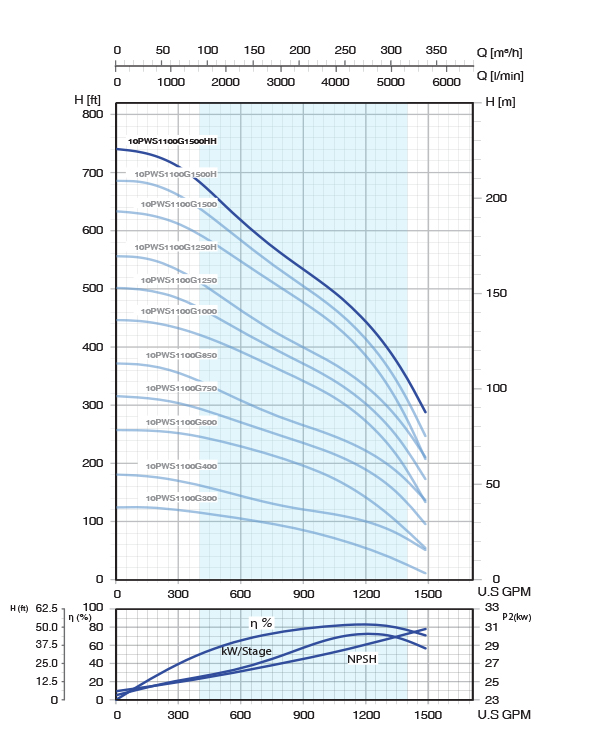 0 50 100 150 200 250 300 350 Q [m³/h]
0 1000 2000 3000 4000 5000 6000 Q [l/min]
H [ft] H [m]
800
10PWS1100G1500HH
700 10PWS1100G1500H
200
10PWS1100G1500
600
10PWS1100G1250H
10PWS1100G1250
500 150
10PWS1100G1000
400
10PWS1100G850
100
10PWS1100G750
300
10PWS1100G600
200
10PWS1100G400
50
10PWS1100G300
100
0 0
0 300 600 900 1200 1500 U.S GPM
H (ft) 62.5 η (%) 100 33 P2(kw)
50.0 80 η % 31
37.5 60 kW/Stage 29
25.0 40 NPSH 27
12.5 20 25
0 0 23
0 300 600 900 1200 1500 U.S GPM